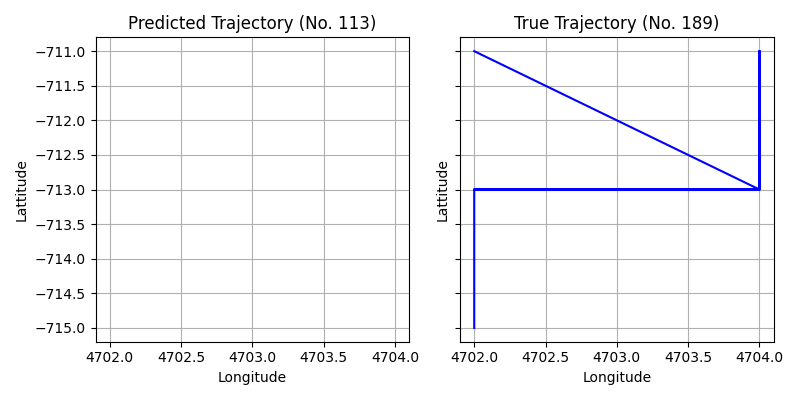 Predicted Trajectory (No. 113)
−711.0
−711.5
−712.0
−712.5
−713.0
−713.5
−714.0
−714.5
−715.0
Lattitude
4702.0 4702.5 4703.0 4703.5 4704.0
Longitude
True Trajectory (No. 189)
Lattitude
4702.0 4702.5 4703.0 4703.5 4704.0
Longitude